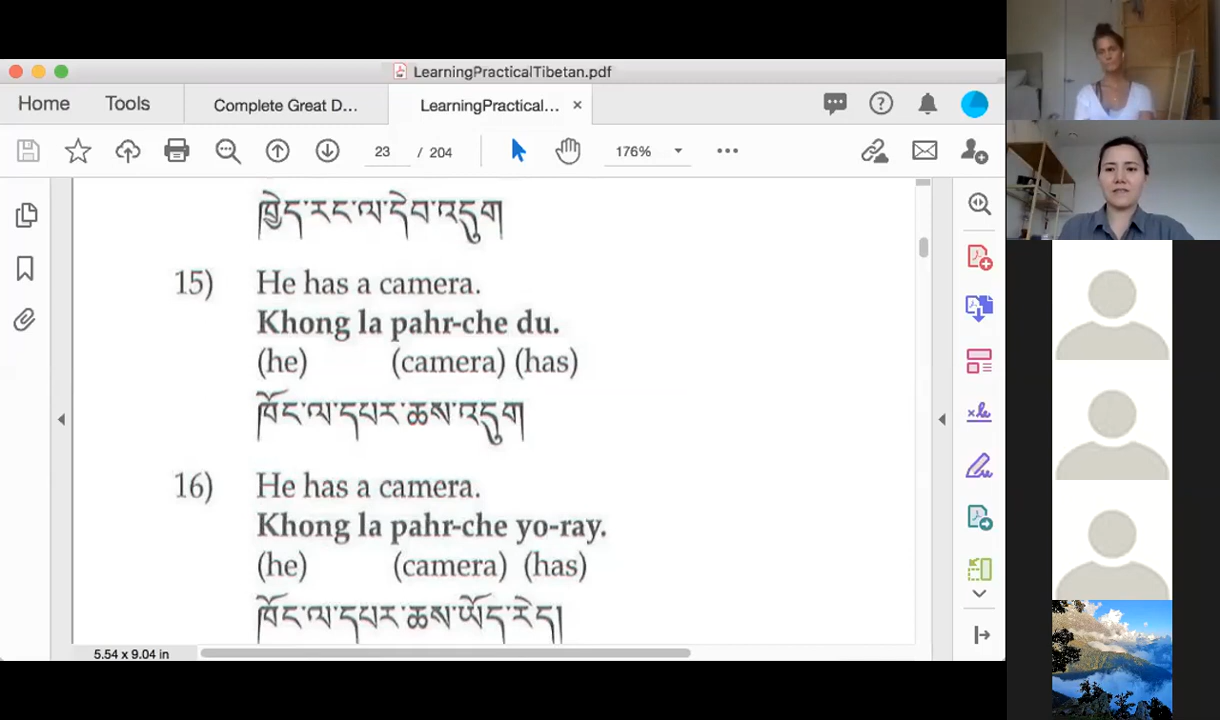 LearningPracticalTibetan.pdf
Home Tools Complete Great D... LearningPractical... ×
23 / 204 176%
ཁྱེད་རང་ལ་དེབ་འདུག
15) He has a camera.
Khong la pahr-che du.
(he) (camera) (has)
ཁོང་ལ་དཔར་ཆས་འདུག
16) He has a camera.
Khong la pahr-che yo-ray.
(he) (camera) (has)
ཁོང་ལ་དཔར་ཆས་ཡོད་རེད།
5.54 x 9.04 in